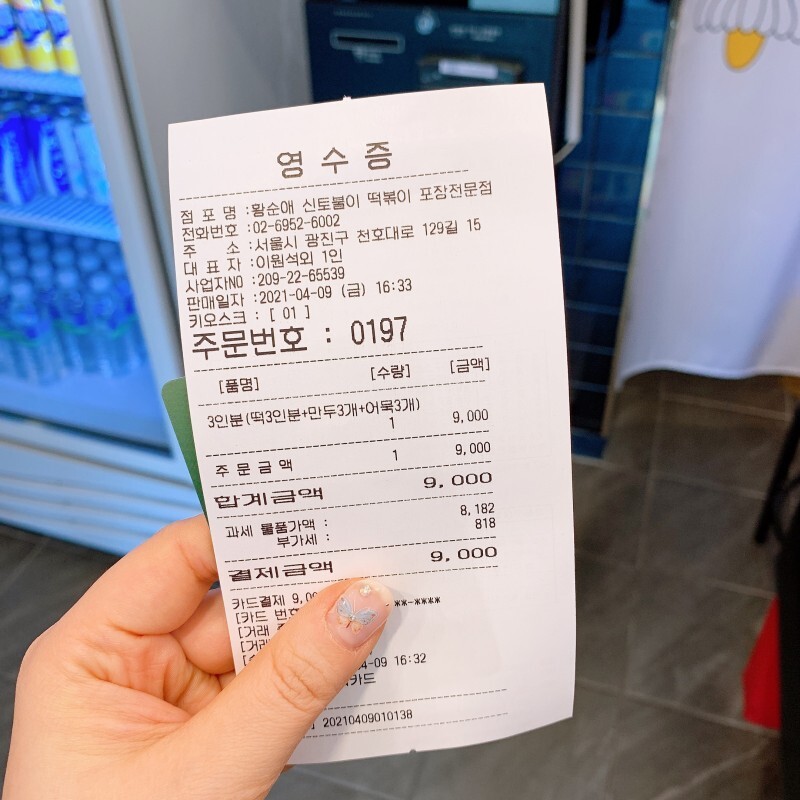 영 수 증
점 포 명 :황순애 신토불이 떡볶이 포장전문점
전화번호 :02-6952-6002
주 소 :서울시 광진구 천호대로 129길 15
대 표 자 :이원석외 1인
사업자NO :209-22-65539
판매일자 :2021-04-09 (금) 16:33
키오스크 : [ 01 ]
주문번호 : 0197
[품명] [수량] [금액]
3인분(떡3인분+만두3개+어묵3개)
1 9,000
주 문 금 액 1 9,000
합계금액 9,000
과세 물품가액 : 8,182
부가세 : 818
결제금액 9,000
카드결제 9,00
[카드 번호 **-****
[거래
[거래
4-09 16:32
카드
] 20210409010138